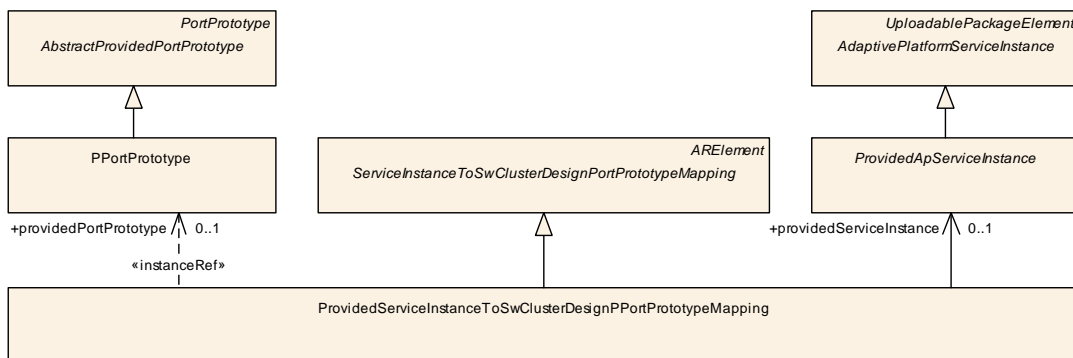 PortPrototype
AbstractProvidedPortPrototype
UploadablePackageElement
AdaptivePlatformServiceInstance
PPortPrototype
ARElement
ServiceInstanceToSwClusterDesignPortPrototypeMapping
ProvidedApServiceInstance
+providedPortPrototype 0..1
+providedServiceInstance 0..1
«instanceRef»
ProvidedServiceInstanceToSwClusterDesignPPortPrototypeMapping